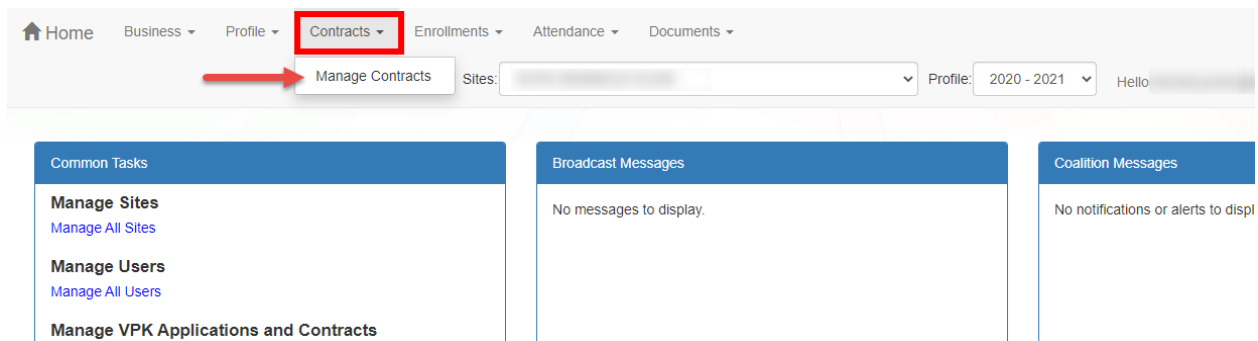 Home Business Profile Contracts Enrollments Attendance Documents
Manage Contracts Sites: Profile: 2020 - 2021 Hello
Common Tasks Broadcast Messages Coalition Messages
Manage Sites
No messages to display. No notifications or alerts to displ
Manage All Sites
Manage Users
Manage All Users
Manage VPK Applications and Contracts